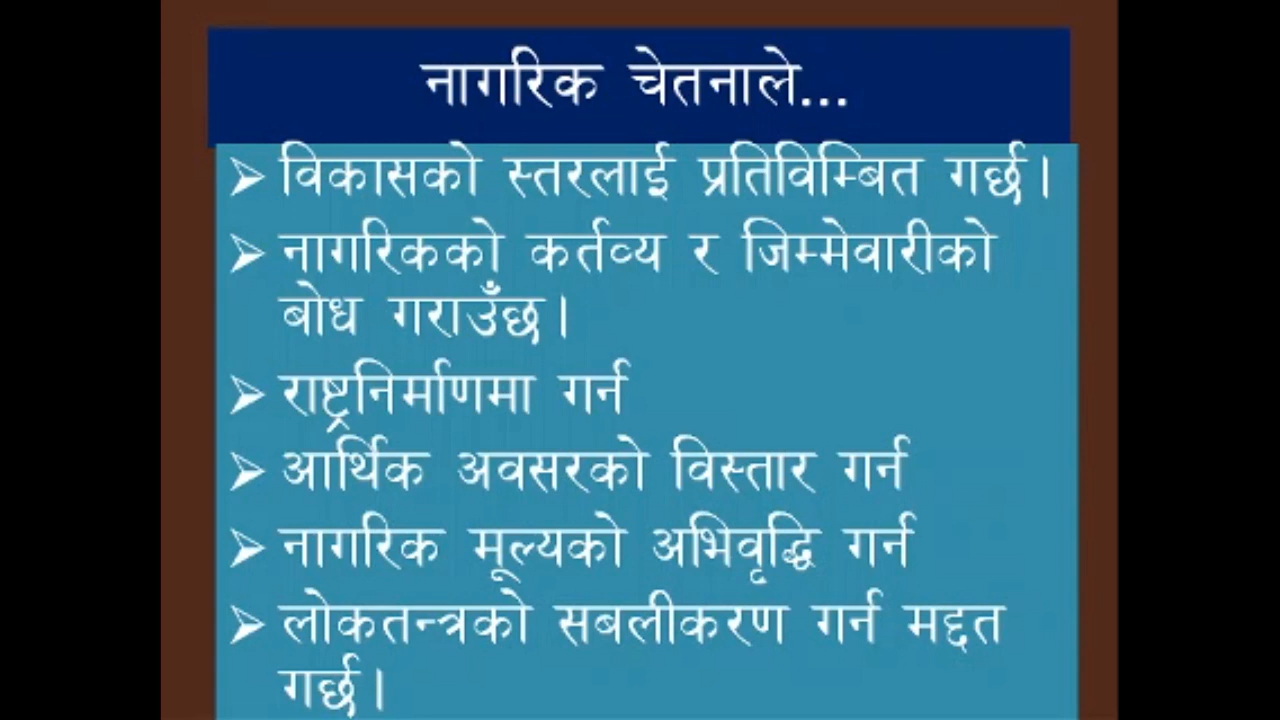 नागरिक चेतनाले...
➢ विकासको स्तरलाई प्रतिविम्बित गर्छ।
➢ नागरिकको कर्तव्य र जिम्मेवारीको
बोध गराउँछ।
➢ राष्ट्रनिर्माणमा गर्न
➢ आर्थिक अवसरको विस्तार गर्न
➢ नागरिक मूल्यको अभिवृद्धि गर्न
➢ लोकतन्त्रको सबलीकरण गर्न मद्दत
गर्छ।